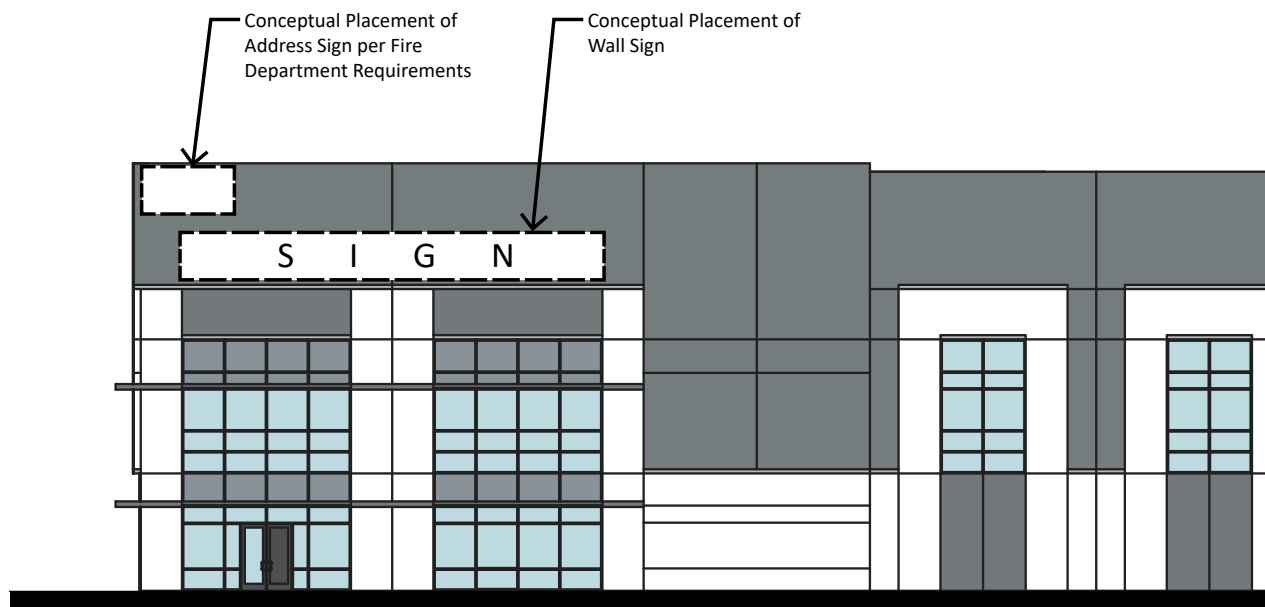 Conceptual Placement of
Address Sign per Fire
Department Requirements
Conceptual Placement of
Wall Sign
S I G N